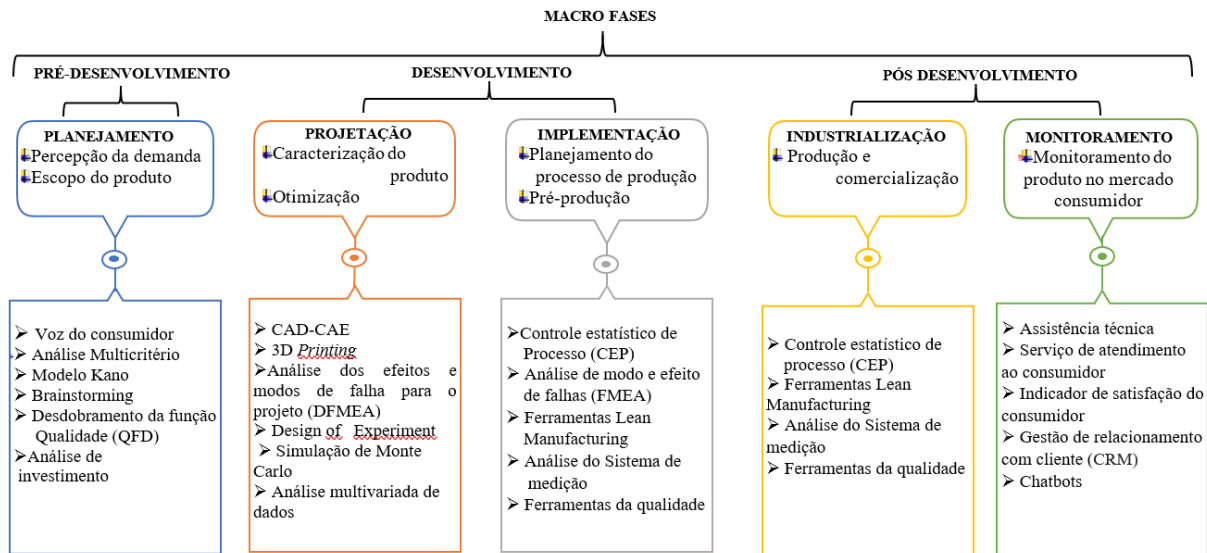 MACRO FASES
PRÉ-DESENVOLVIMENTO
DESENVOLVIMENTO
PÓS DESENVOLVIMENTO
PLANEJAMENTO
Percepção da demanda
Escopo do produto
PROJETAÇÃO
Caracterização do
produto
Otimização
IMPLEMENTAÇÃO
Planejamento do
processo de produção
Pré-produção
INDUSTRIALIZAÇÃO
Produção e
comercialização
MONITORAMENTO
Monitoramento do
produto no mercado
consumidor
➢ Voz do consumidor
➢ Análise Multicritério
➢ Modelo Kano
➢ Brainstorming
➢ Desdobramento da função
Qualidade (QFD)
➢Análise de
investimento
➢ CAD-CAE
➢ 3D Printing
➢Análise dos efeitos e
modos de falha para o
projeto (DFMEA)
➢ Design of Experiment
➢ Simulação de Monte
Carlo
➢ Análise multivariada de
dados
➢Controle estatístico de
Processo (CEP)
➢ Análise de modo e efeito
de falhas (FMEA)
➢ Ferramentas Lean
Manufacturing
➢ Análise do Sistema de
medição
➢ Ferramentas da qualidade
➢ Controle estatístico de
processo (CEP)
➢ Ferramentas Lean
Manufacturing
➢ Análise do Sistema de
medição
➢ Ferramentas da qualidade
➢ Assistência técnica
➢ Serviço de atendimento
ao consumidor
➢ Indicador de satisfação do
consumidor
➢ Gestão de relacionamento
com cliente (CRM)
➢ Chatbots